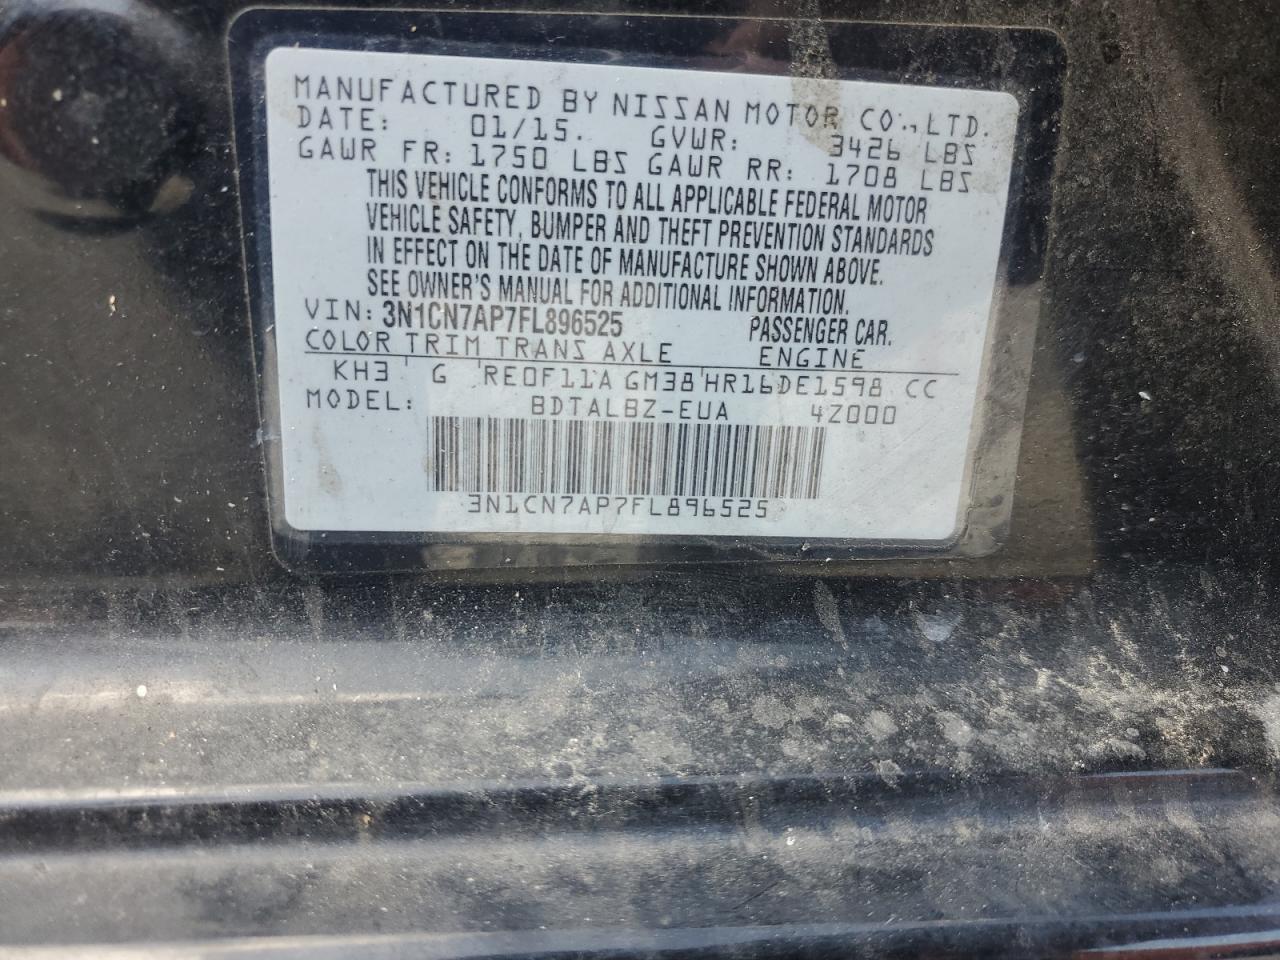 MANUFACTURED BY NISSAN MOTOR CO., LTD.
DATE: 01/15. GVWR: 3426 LBS
GAWR FR: 1750 LBS GAWR RR: 1708 LBS
THIS VEHICLE CONFORMS TO ALL APPLICABLE FEDERAL MOTOR
VEHICLE SAFETY, BUMPER AND THEFT PREVENTION STANDARDS
IN EFFECT ON THE DATE OF MANUFACTURE SHOWN ABOVE.
SEE OWNER'S MANUAL FOR ADDITIONAL INFORMATION.
VIN: 3N1CN7AP7FL896525 PASSENGER CAR.
COLOR TRIM TRANS AXLE ENGINE
KH3 G RE0F11A GM38 HR16DE1598 CC
MODEL: BDTALBZ-EUA 4Z000
3N1CN7AP7FL896525